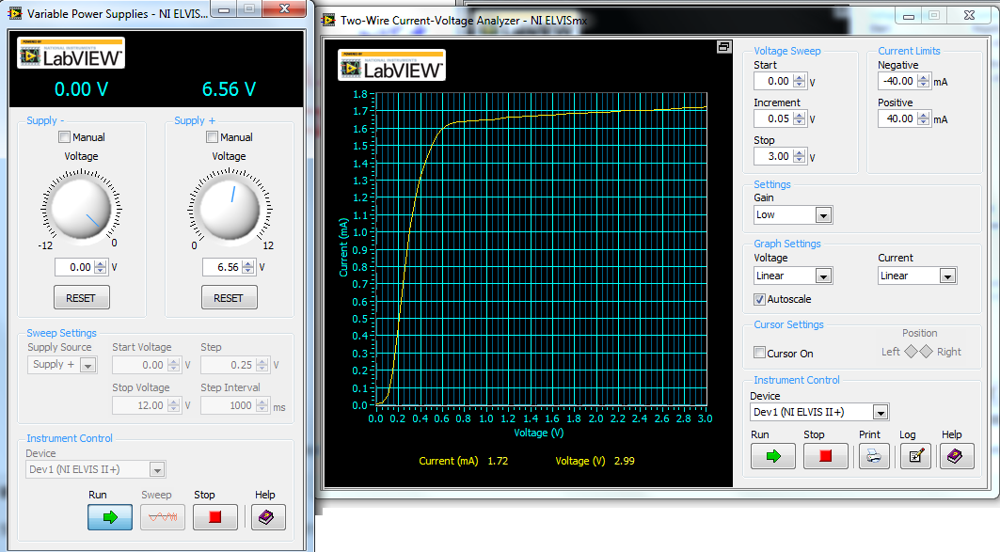 Variable Power Supplies - NI ELVIS...
POWERED BY
NATIONAL INSTRUMENTS
LabVIEW™
0.00 V 6.56 V
Supply - Supply +
Manual Manual
Voltage Voltage
-12 0 0 12
0.00 V 6.56 V
RESET RESET
Sweep Settings
Supply Source Start Voltage Step
Supply + 0.00 V 0.25 V
Stop Voltage Step Interval
12.00 V 1000 ms
Instrument Control
Device
Dev1 (NI ELVIS II+)
Run Sweep Stop Help
Two-Wire Current-Voltage Analyzer - NI ELVISmx
POWERED BY
NATIONAL INSTRUMENTS
LabVIEW™
1.8
1.7
1.6
1.5
1.4
1.3
1.2
1.1
1.0
0.9
0.8
0.7
0.6
0.5
0.4
0.3
0.2
0.1
0.0
Current (mA)
0.0 0.2 0.4 0.6 0.8 1.0 1.2 1.4 1.6 1.8 2.0 2.2 2.4 2.6 2.8 3.0
Voltage (V)
Current (mA) 1.72 Voltage (V) 2.99
Voltage Sweep
Start
0.00 V
Increment
0.05 V
Stop
3.00 V
Current Limits
Negative
-40.00 mA
Positive
40.00 mA
Settings
Gain
Low
Graph Settings
Voltage Current
Linear Linear
Autoscale
Cursor Settings
Position
Cursor On Left Right
Instrument Control
Device
Dev1 (NI ELVIS II+)
Run Stop Print Log Help